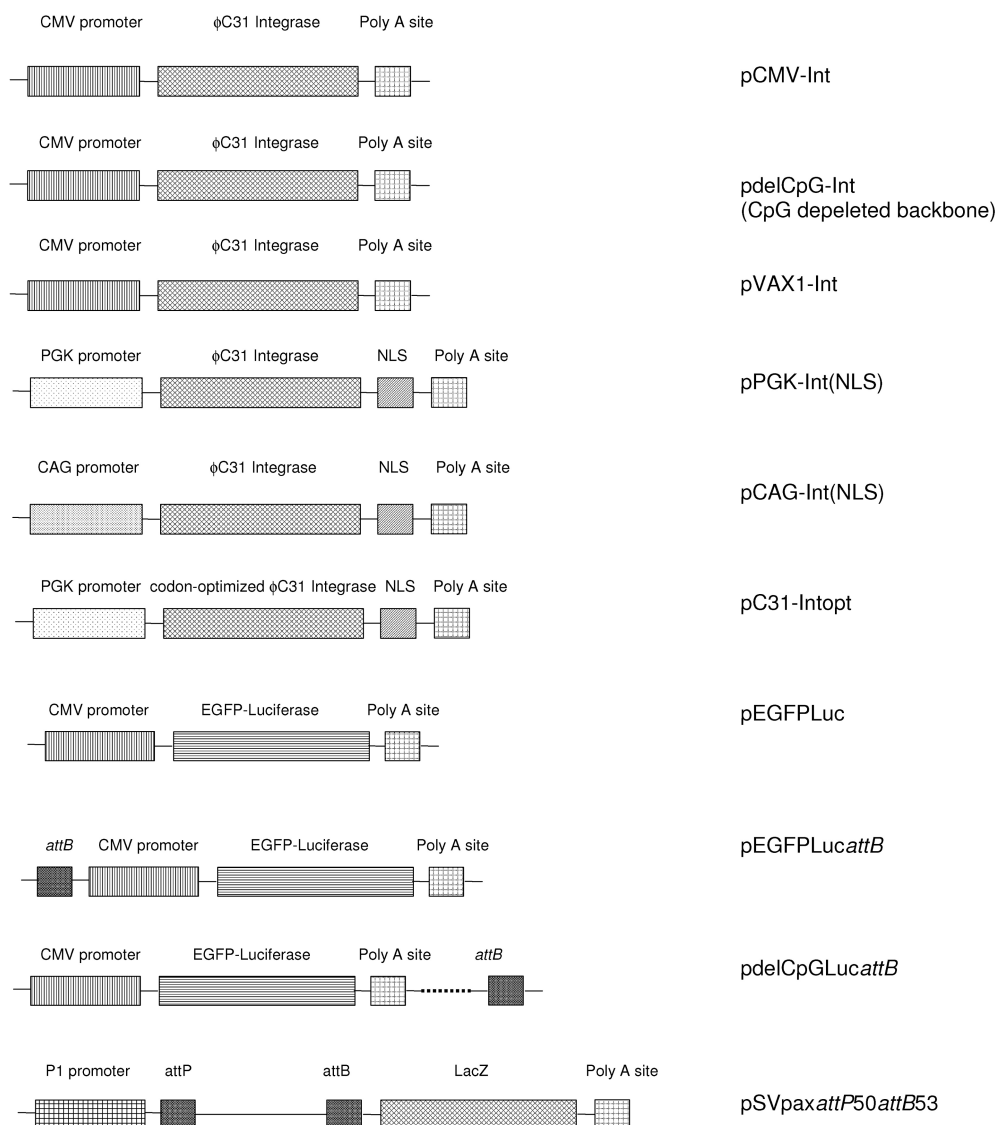 CMV promoter ϕC31 Integrase Poly A site
pCMV-Int
CMV promoter ϕC31 Integrase Poly A site
pdelCpG-Int
(CpG depeleted backbone)
CMV promoter ϕC31 Integrase Poly A site
pVAX1-Int
PGK promoter ϕC31 Integrase NLS Poly A site
pPGK-Int(NLS)
CAG promoter ϕC31 Integrase NLS Poly A site
pCAG-Int(NLS)
PGK promoter codon-optimized ϕC31 Integrase NLS Poly A site
pC31-Intopt
CMV promoter EGFP-Luciferase Poly A site
pEGFPLuc
attB CMV promoter EGFP-Luciferase Poly A site
pEGFPLucattB
CMV promoter EGFP-Luciferase Poly A site attB
pdelCpGLucattB
P1 promoter attP attB LacZ Poly A site
pSVpaxattP50attB53